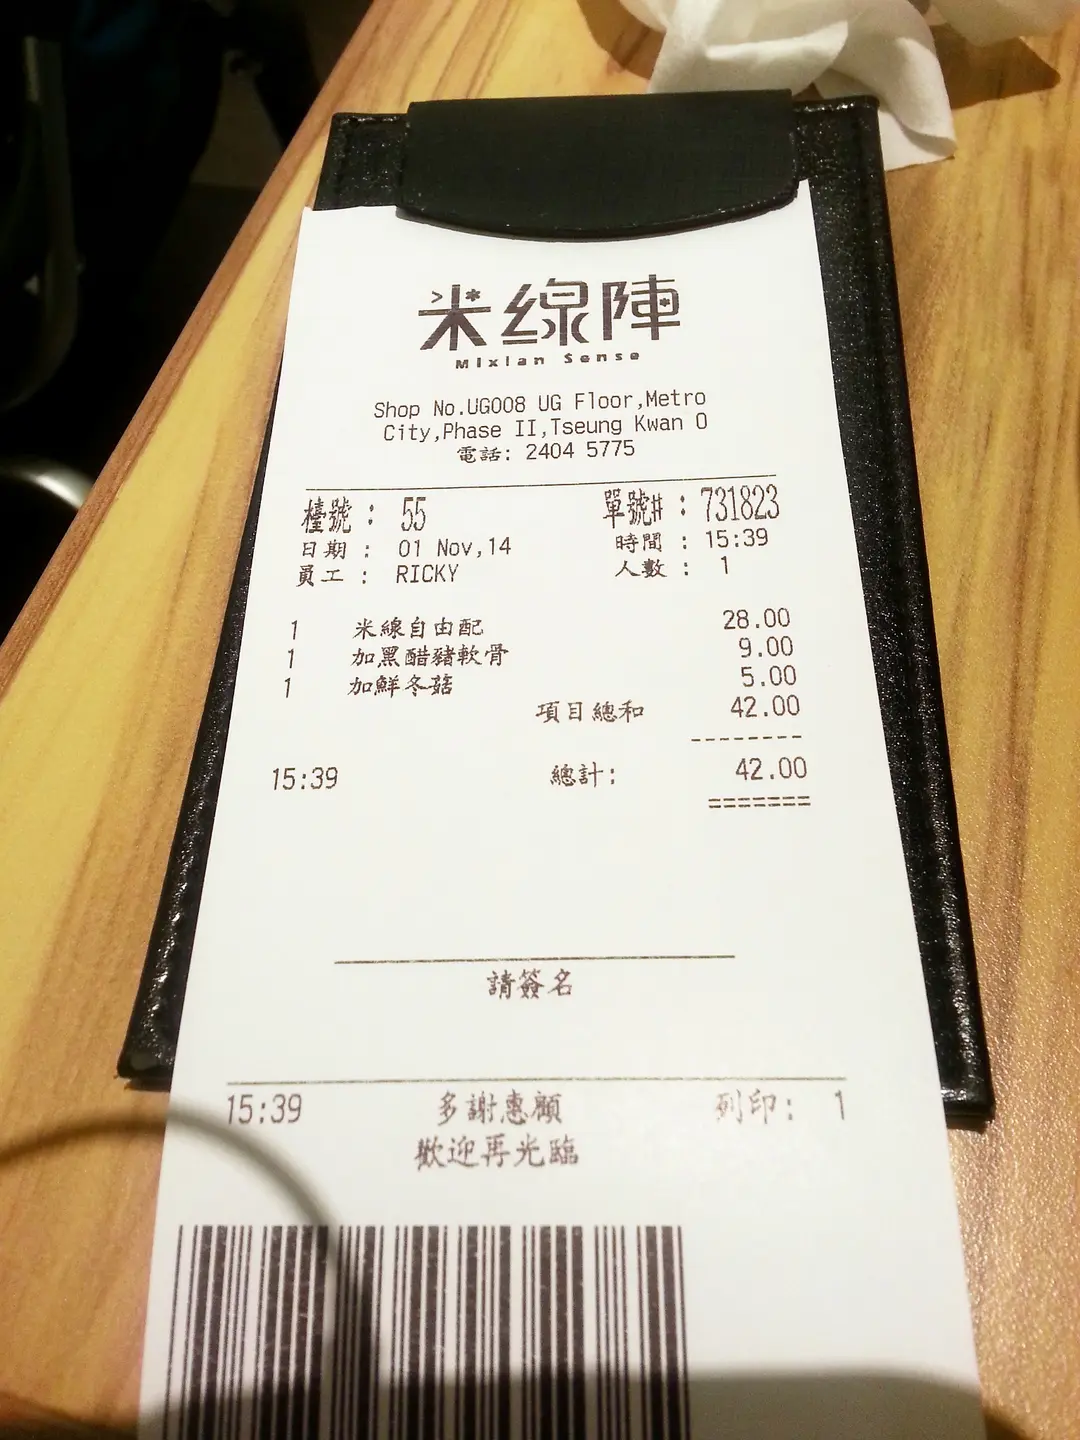 米線陣
Mixian Sense
Shop No.UG008 UG Floor,Metro
City,Phase II,Tseung Kwan O
電話: 2404 5775
檯號 : 55 單號# : 731823
日期 : 01 Nov,14 時間 : 15:39
員工 : RICKY 人數 : 1
1 米線自由配 28.00
1 加黑醋豬軟骨 9.00
1 加鮮冬菇 5.00
項目總和 42.00
--------
15:39 總計: 42.00
=======
請簽名
15:39 多謝惠顧 列印: 1
歡迎再光臨